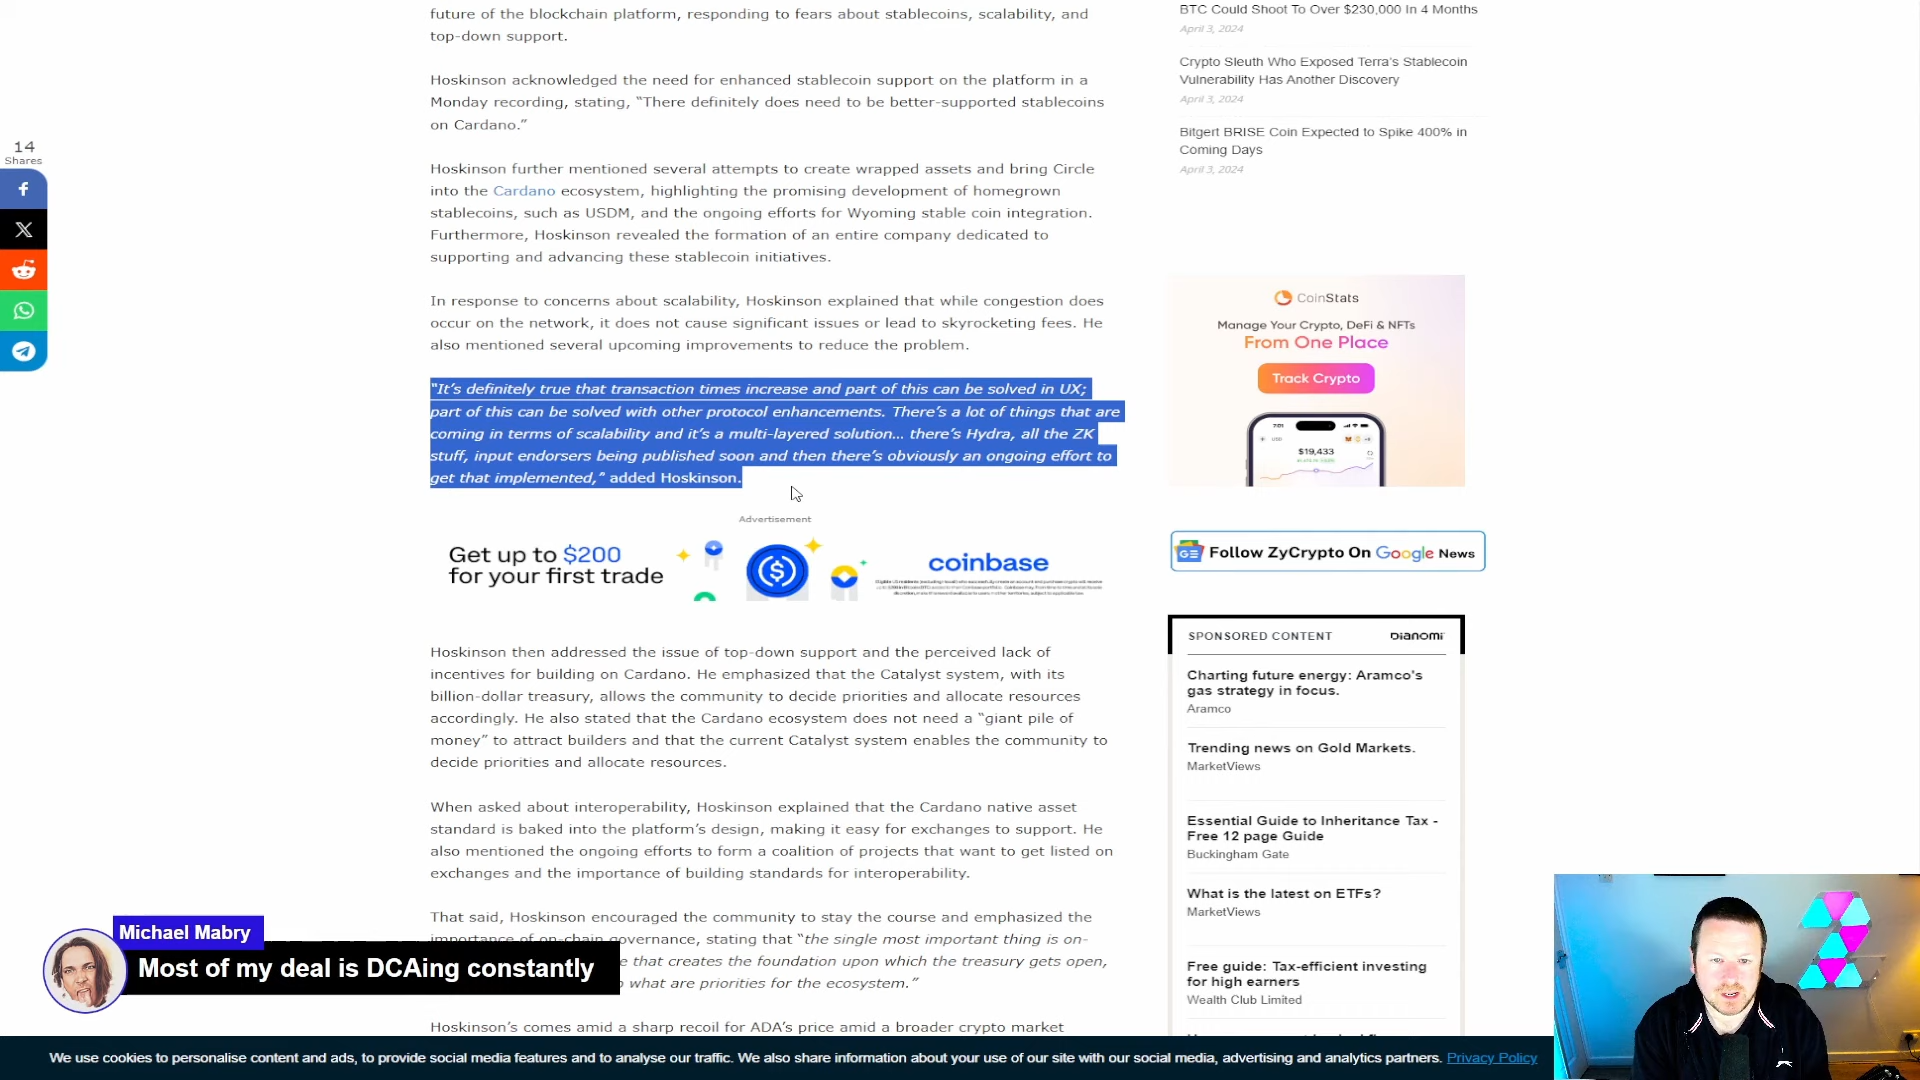 future of the blockchain platform, responding to fears about stablecoins, scalability, and
top-down support.
Hoskinson acknowledged the need for enhanced stablecoin support on the platform in a
Monday recording, stating, “There definitely does need to be better-supported stablecoins
on Cardano.”
Hoskinson further mentioned several attempts to create wrapped assets and bring Circle
into the Cardano ecosystem, highlighting the promising development of homegrown
stablecoins, such as USDM, and the ongoing efforts for Wyoming stable coin integration.
Furthermore, Hoskinson revealed the formation of an entire company dedicated to
supporting and advancing these stablecoin initiatives.
In response to concerns about scalability, Hoskinson explained that while congestion does
occur on the network, it does not cause significant issues or lead to skyrocketing fees. He
also mentioned several upcoming improvements to reduce the problem.
"It’s definitely true that transaction times increase and part of this can be solved in UX;
part of this can be solved with other protocol enhancements. There’s a lot of things that are
coming in terms of scalability and it’s a multi-layered solution… there’s Hydra, all the ZK
stuff, input endorsers being published soon and then there’s obviously an ongoing effort to
get that implemented,” added Hoskinson.
Advertisement
Get up to $200
for your first trade
coinbase
Hoskinson then addressed the issue of top-down support and the perceived lack of
incentives for building on Cardano. He emphasized that the Catalyst system, with its
billion-dollar treasury, allows the community to decide priorities and allocate resources
accordingly. He also stated that the Cardano ecosystem does not need a “giant pile of
money” to attract builders and that the current Catalyst system enables the community to
decide priorities and allocate resources.
When asked about interoperability, Hoskinson explained that the Cardano native asset
standard is baked into the platform’s design, making it easy for exchanges to support. He
also mentioned the ongoing efforts to form a coalition of projects that want to get listed on
exchanges and the importance of building standards for interoperability.
That said, Hoskinson encouraged the community to stay the course and emphasized the
importance of on-chain governance, stating that “the single most important thing is on-
e that creates the foundation upon which the treasury gets open,
what are priorities for the ecosystem.”
Hoskinson’s comes amid a sharp recoil for ADA’s price amid a broader crypto market
14
Shares
BTC Could Shoot To Over $230,000 In 4 Months
April 3, 2024
Crypto Sleuth Who Exposed Terra’s Stablecoin
Vulnerability Has Another Discovery
April 3, 2024
Bitgert BRISE Coin Expected to Spike 400% in
Coming Days
April 3, 2024
CoinStats
Manage Your Crypto, DeFi & NFTs
From One Place
Track Crypto
7:01
$19,433
GE Follow ZyCrypto On Google News
SPONSORED CONTENT
DIANOMI
Charting future energy: Aramco's
gas strategy in focus.
Aramco
Trending news on Gold Markets.
MarketViews
Essential Guide to Inheritance Tax -
Free 12 page Guide
Buckingham Gate
What is the latest on ETFs?
MarketViews
Free guide: Tax-efficient investing
for high earners
Wealth Club Limited
Michael Mabry
Most of my deal is DCAing constantly
We use cookies to personalise content and ads, to provide social media features and to analyse our traffic. We also share information about your use of our site with our social media, advertising and analytics partners. Privacy Policy